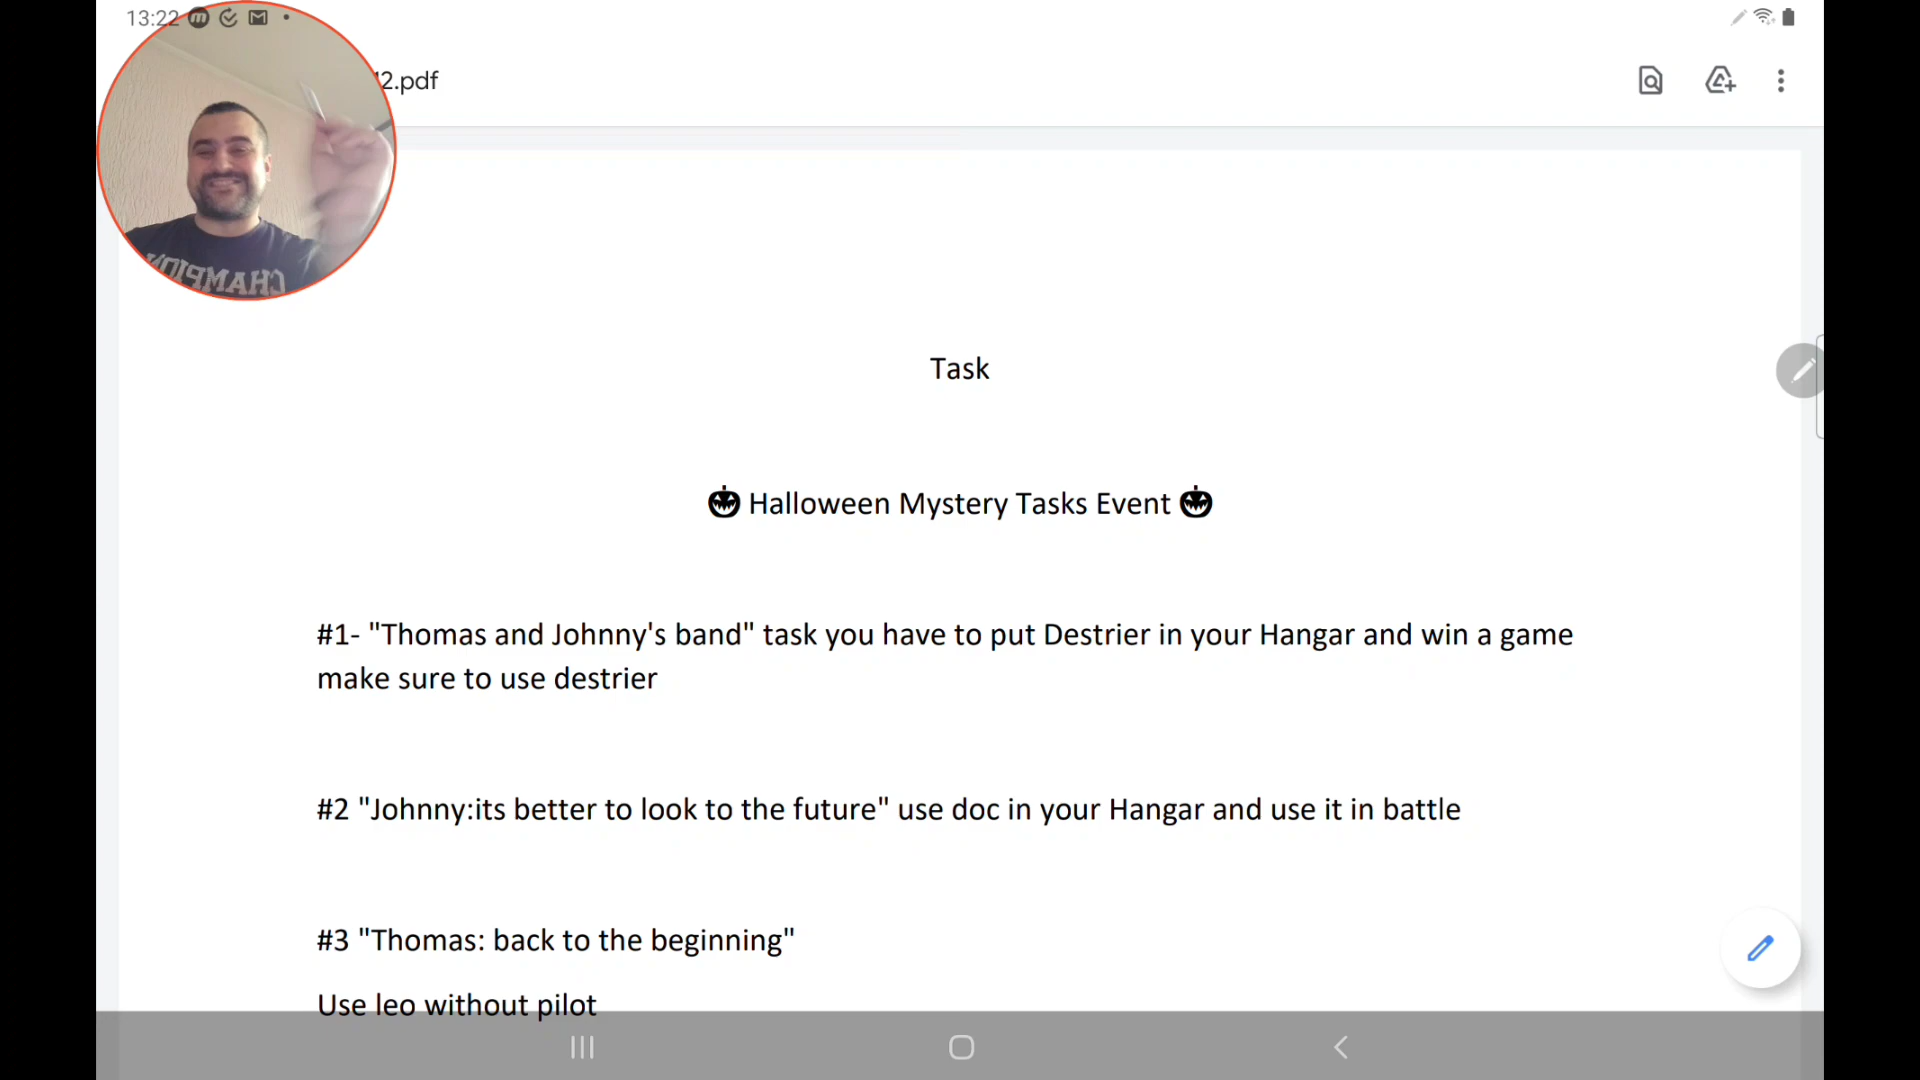 13:22
2.pdf
CHAMPION
Task
🎃 Halloween Mystery Tasks Event 🎃
#1- "Thomas and Johnny's band" task you have to put Destrier in your Hangar and win a game
make sure to use destrier
#2 "Johnny:its better to look to the future" use doc in your Hangar and use it in battle
#3 "Thomas: back to the beginning"
Use leo without pilot